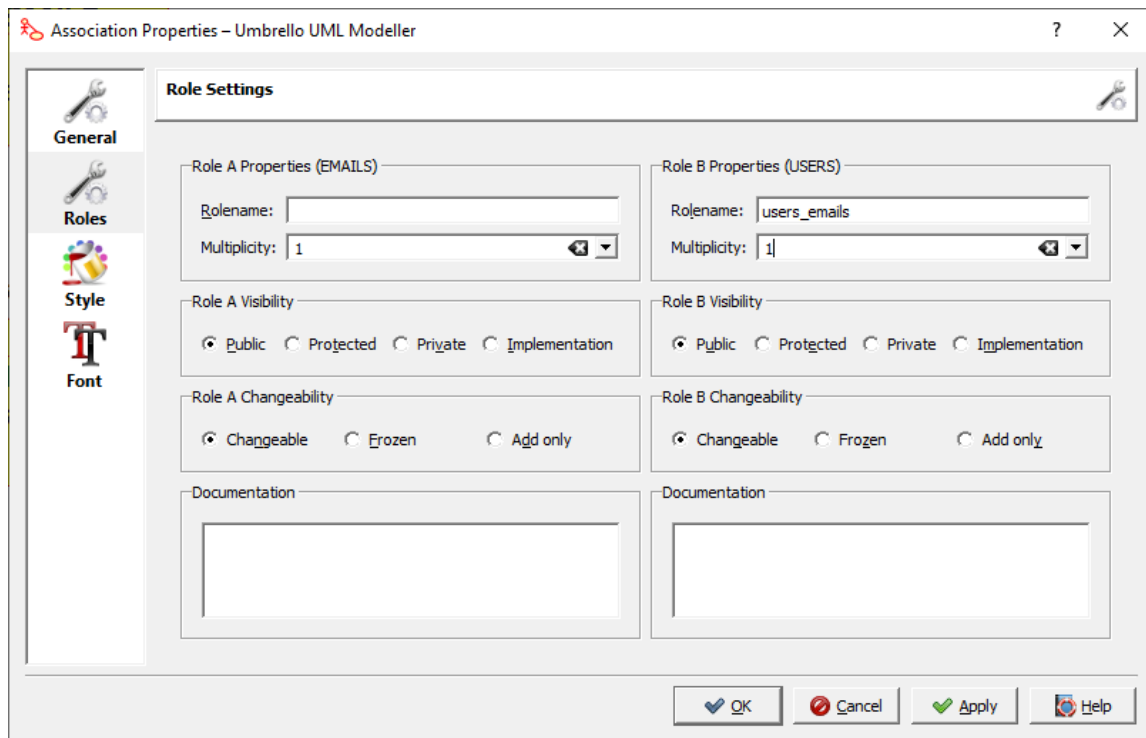 Association Properties – Umbrello UML Modeller ?
General
Roles
Style
Font
Role Settings
Role A Properties (EMAILS)
Rolename:
Multiplicity: 1
Role B Properties (USERS)
Rolename: users_emails
Multiplicity: 1
Role A Visibility
Public Protected Private Implementation
Role B Visibility
Public Protected Private Implementation
Role A Changeability
Changeable Frozen Add only
Role B Changeability
Changeable Frozen Add only
Documentation
Documentation
OK Cancel Apply Help